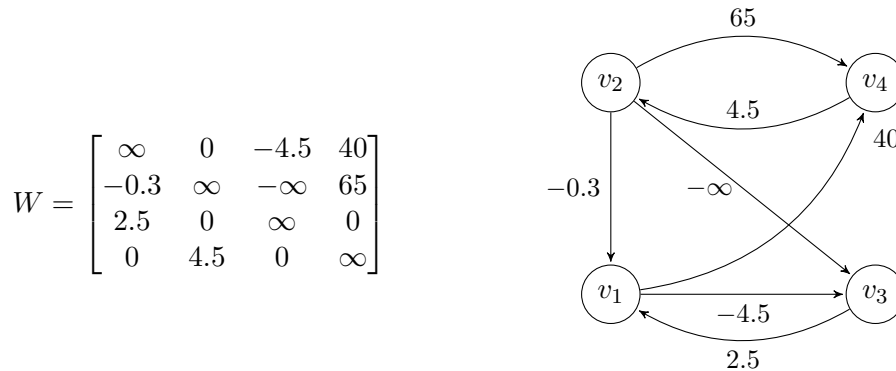 W = [ ∞ 0 −4.5 40
−0.3 ∞ −∞ 65
2.5 0 ∞ 0
0 4.5 0 ∞ ]
65
v₂
v₄
4.5
40
−0.3
−∞
v₁
v₃
−4.5
2.5